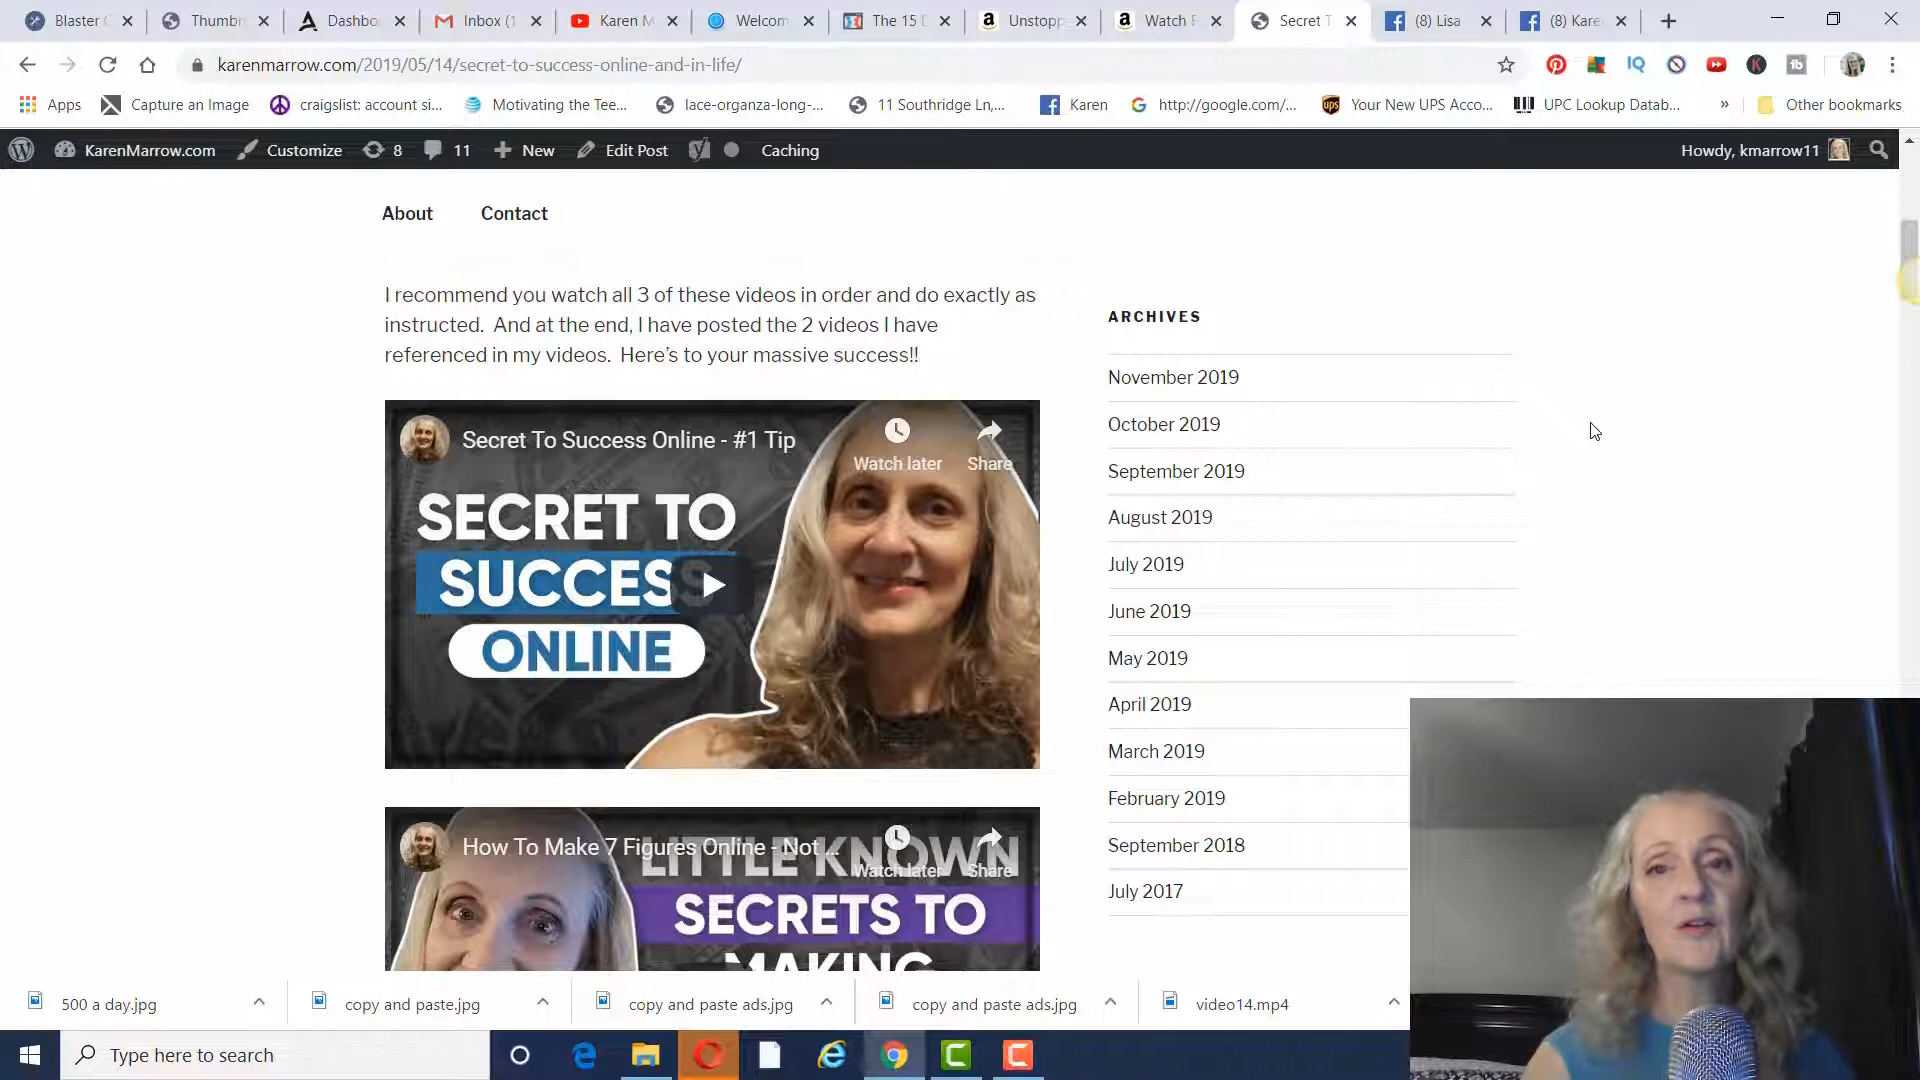 Blaster
Thumb
Dashbo
Inbox (1
Karen M
Welcom
The 15
Unstopp
Watch
Secret T
(8) Lisa
(8) Kare
karenmarrow.com/2019/05/14/secret-to-success-online-and-in-life/
Apps
Capture an Image
craigslist: account si...
Motivating the Tee...
lace-organza-long-...
11 Southridge Ln,...
Karen
http://google.com/...
Your New UPS Acco...
UPC Lookup Datab...
»
Other bookmarks
KarenMarrow.com
Customize
8
11
New
Edit Post
Caching
Howdy, kmarrow11
About
Contact
I recommend you watch all 3 of these videos in order and do exactly as
instructed. And at the end, I have posted the 2 videos I have
referenced in my videos. Here's to your massive success!!
Secret To Success Online - #1 Tip
Watch later
Share
SECRET TO
SUCCESS
ONLINE
How To Make 7 Figures Online - Not ...
Watch later
Share
LITTLE KNOWN
SECRETS TO
MAKING
ARCHIVES
November 2019
October 2019
September 2019
August 2019
July 2019
June 2019
May 2019
April 2019
March 2019
February 2019
September 2018
July 2017
500 a day.jpg
copy and paste.jpg
copy and paste ads.jpg
copy and paste ads.jpg
video14.mp4
Type here to search